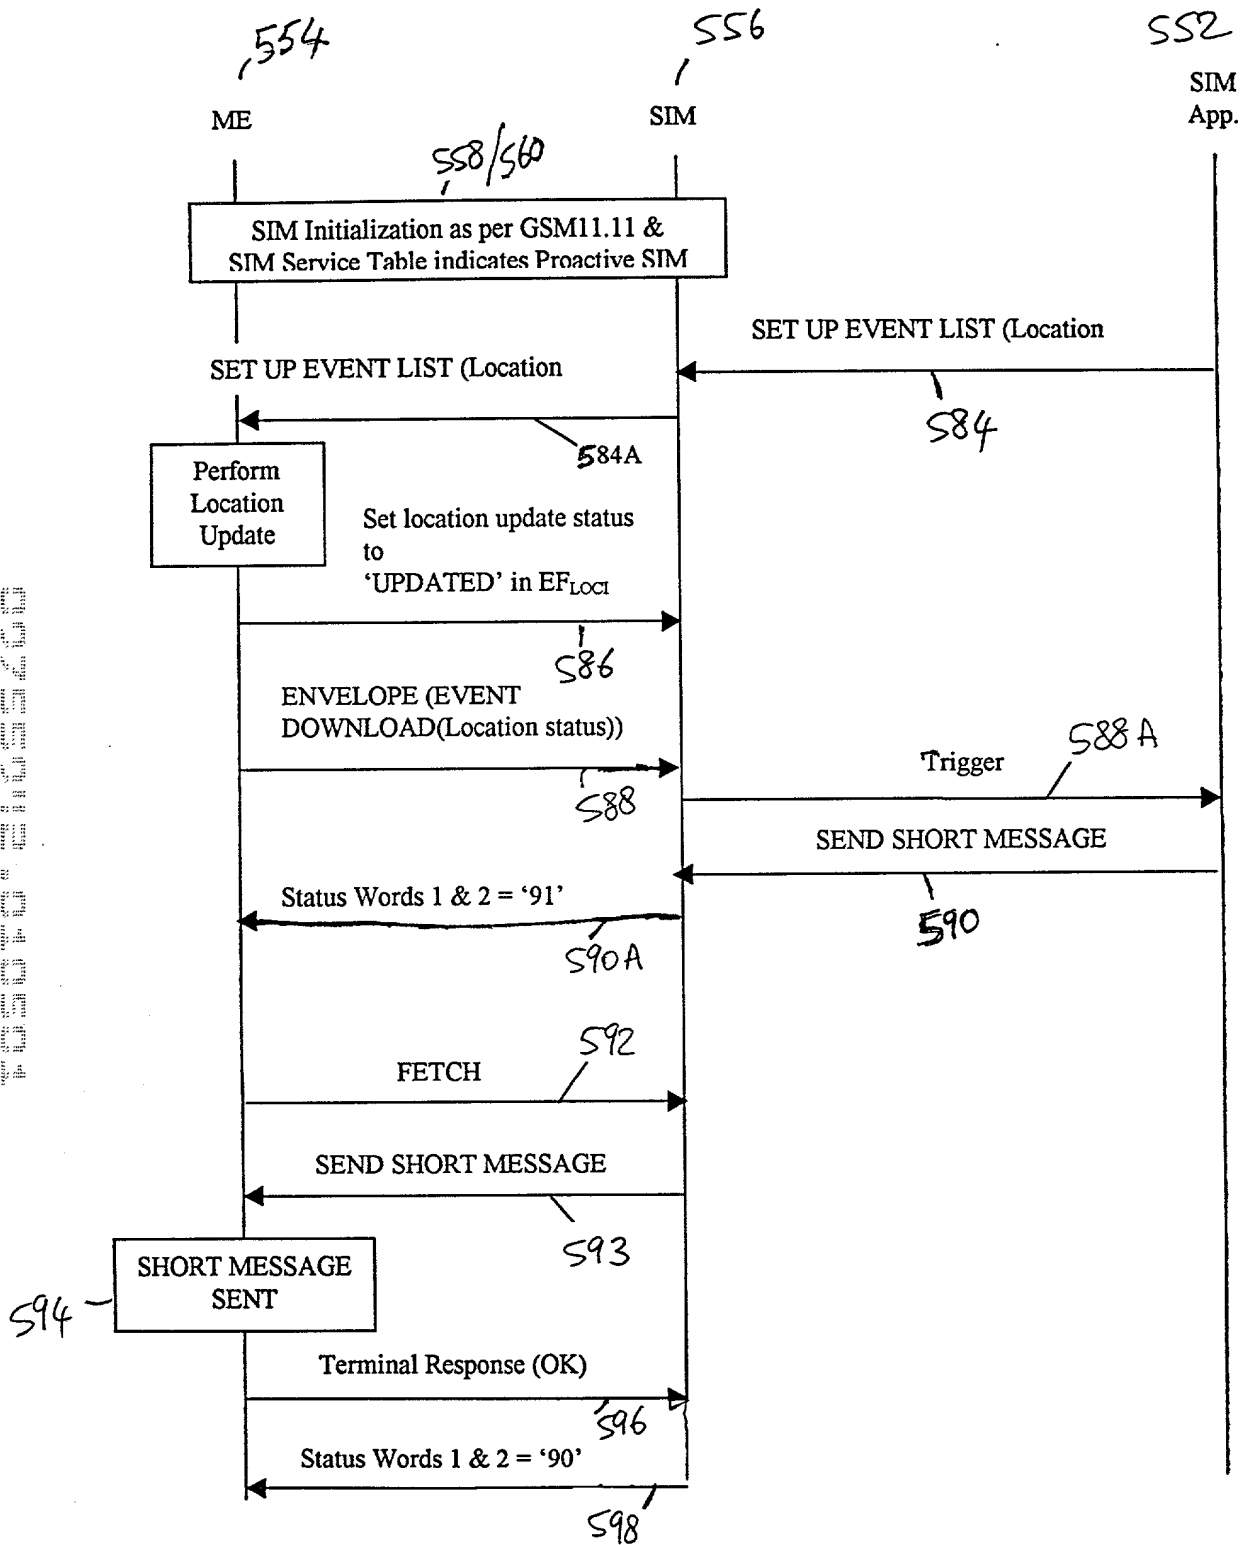 554
556
552
ME
SIM
SIM
App.
558/560
SIM Initialization as per GSM11.11 &
SIM Service Table indicates Proactive SIM
SET UP EVENT LIST (Location
584
SET UP EVENT LIST (Location
584A
Perform
Location
Update
Set location update status
to
‘UPDATED’ in EFLOCI
586
ENVELOPE (EVENT
DOWNLOAD(Location status))
588
Trigger
588A
SEND SHORT MESSAGE
590
Status Words 1 & 2 = ‘91’
590A
592
FETCH
SEND SHORT MESSAGE
593
SHORT MESSAGE
SENT
594
Terminal Response (OK)
596
Status Words 1 & 2 = ‘90’
598